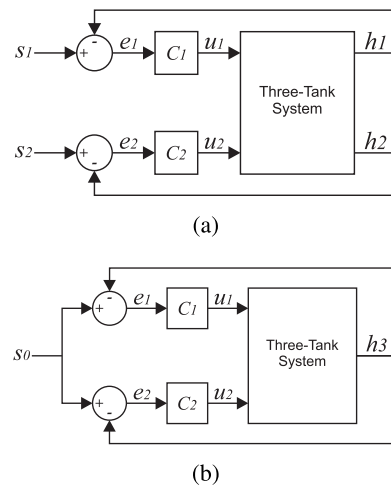 - e1 C1 u1 h1
s1 +
Three-Tank
System
s2 + e2 C2 u2 h2
-
(a)
- e1 C1 u1
+
s0 Three-Tank
System h3
+ e2 C2 u2
-
(b)